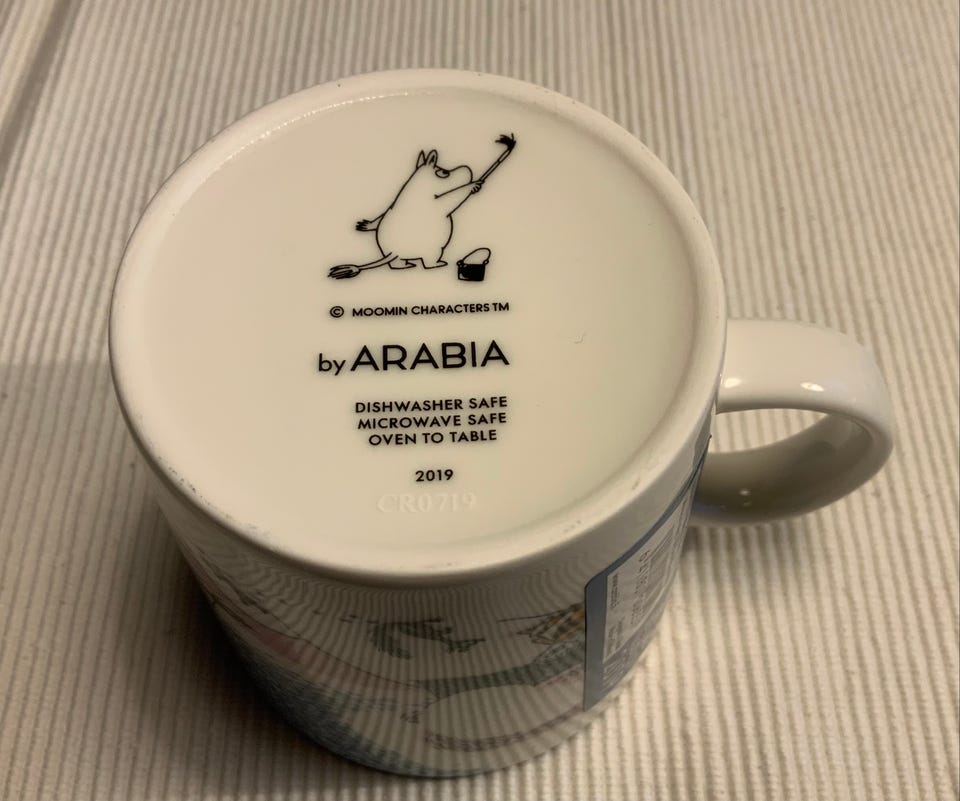 © MOOMIN CHARACTERS TM
by ARABIA
DISHWASHER SAFE
MICROWAVE SAFE
OVEN TO TABLE
2019
CR0719